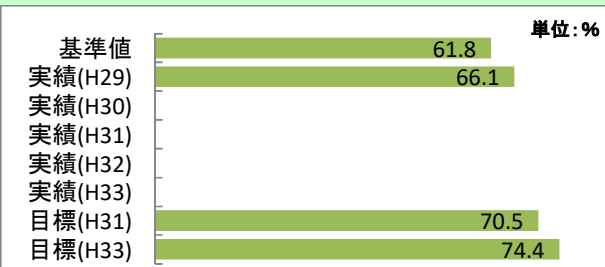 単位:%
基準値 61.8
実績(H29) 66.1
実績(H30)
実績(H31)
実績(H32)
実績(H33)
目標(H31) 70.5
目標(H33) 74.4